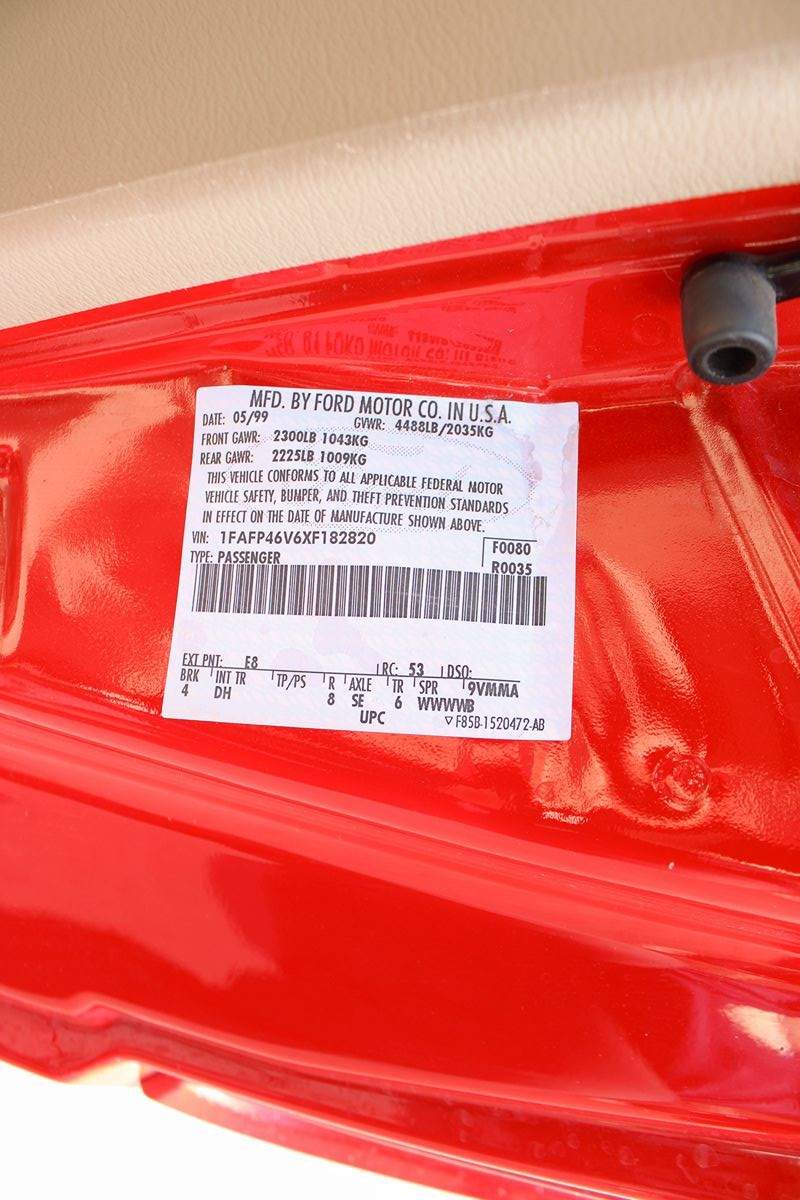 MFD. BY FORD MOTOR CO. IN U.S.A.
DATE: 05/99 GVWR: 4488LB/2035KG
FRONT GAWR: 2300LB 1043KG
REAR GAWR: 2225LB 1009KG
THIS VEHICLE CONFORMS TO ALL APPLICABLE FEDERAL MOTOR
VEHICLE SAFETY, BUMPER, AND THEFT PREVENTION STANDARDS
IN EFFECT ON THE DATE OF MANUFACTURE SHOWN ABOVE.
VIN: 1FAFP46V6XF182820 F0080
TYPE: PASSENGER R0035
EXT PNT: E8 RC: 53 DSO:
BRK INT TR TP/PS R AXLE TR SPR 9VMMA
4 DH 8 SE 6 WWWWB
UPC ▽ F85B-1520472-AB